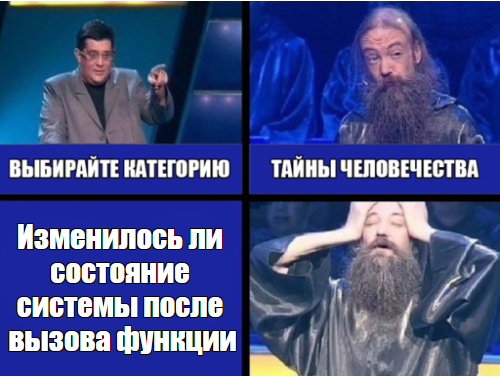 ВЫБИРАЙТЕ КАТЕГОРИЮ
ТАЙНЫ ЧЕЛОВЕЧЕСТВА
Изменилось ли
состояние
системы после
вызова функции